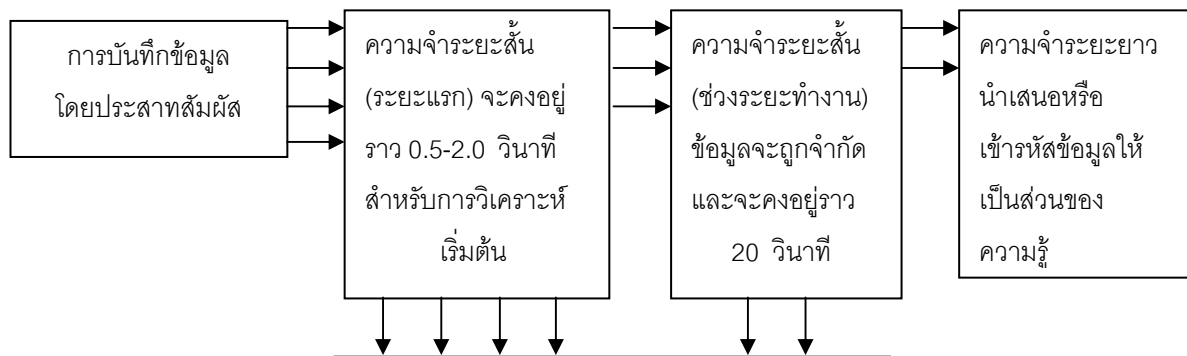 การบันทึกข้อมูล
โดยประสาทสัมผัส
ความจำระยะสั้น
(ระยะแรก) จะคงอยู่
ราว 0.5-2.0 วินาที
สำหรับการวิเคราะห์
เริ่มต้น
ความจำระยะสั้น
(ช่วงระยะทำงาน)
ข้อมูลจะถูกจำกัด
และจะคงอยู่ราว
20 วินาที
ความจำระยะยาว
นำเสนอหรือ
เข้ารหัสข้อมูลให้
เป็นส่วนของ
ความรู้